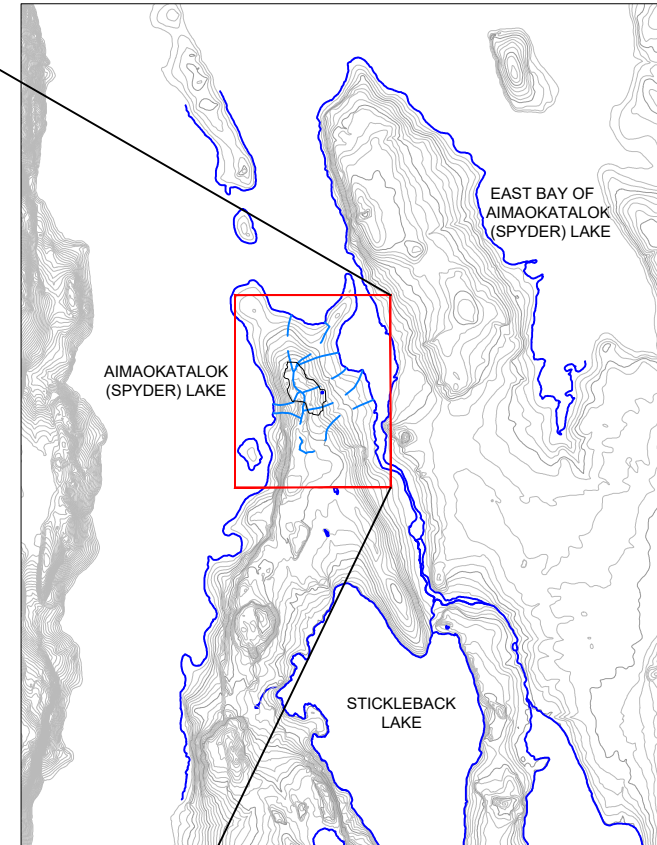 EAST BAY OF
AIMAOKATALOK
(SPYDER) LAKE
AIMAOKATALOK
(SPYDER) LAKE
STICKLEBACK
LAKE